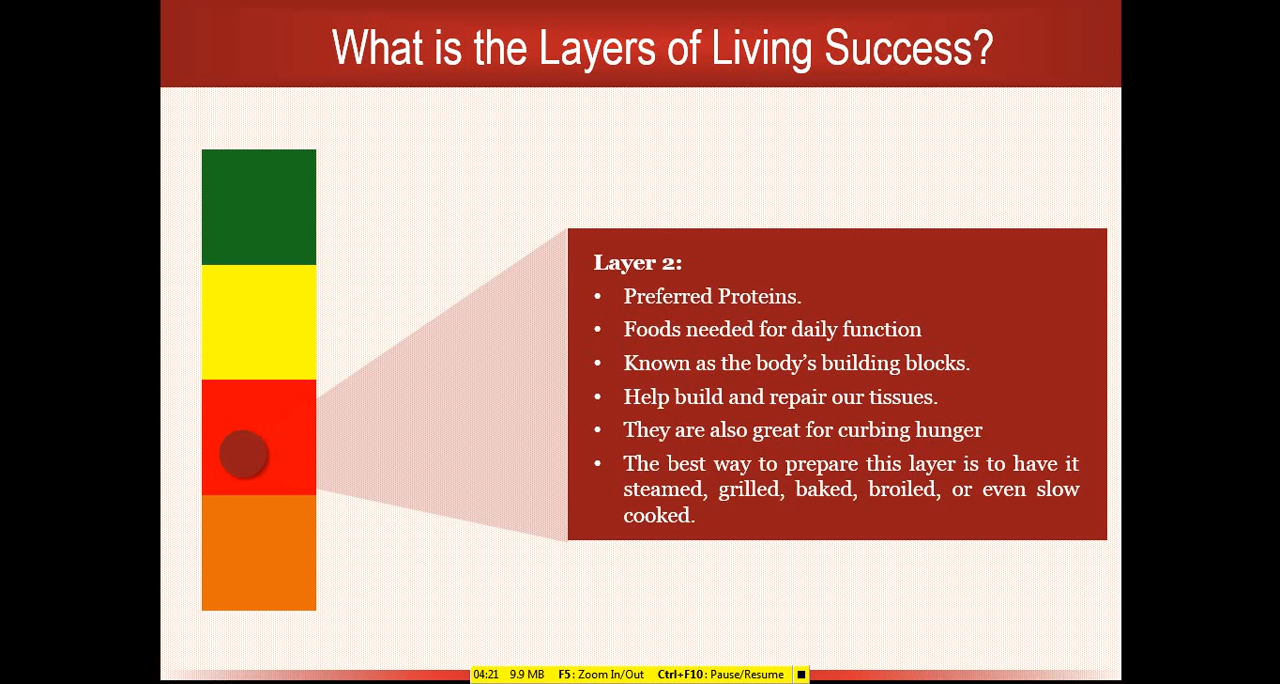 What is the Layers of Living Success?
Layer 2:
• Preferred Proteins.
• Foods needed for daily function
• Known as the body’s building blocks.
• Help build and repair our tissues.
• They are also great for curbing hunger
• The best way to prepare this layer is to have it
steamed, grilled, baked, broiled, or even slow
cooked.
04:21 9.9 MB F5: Zoom In/Out Ctrl+F10: Pause/Resume